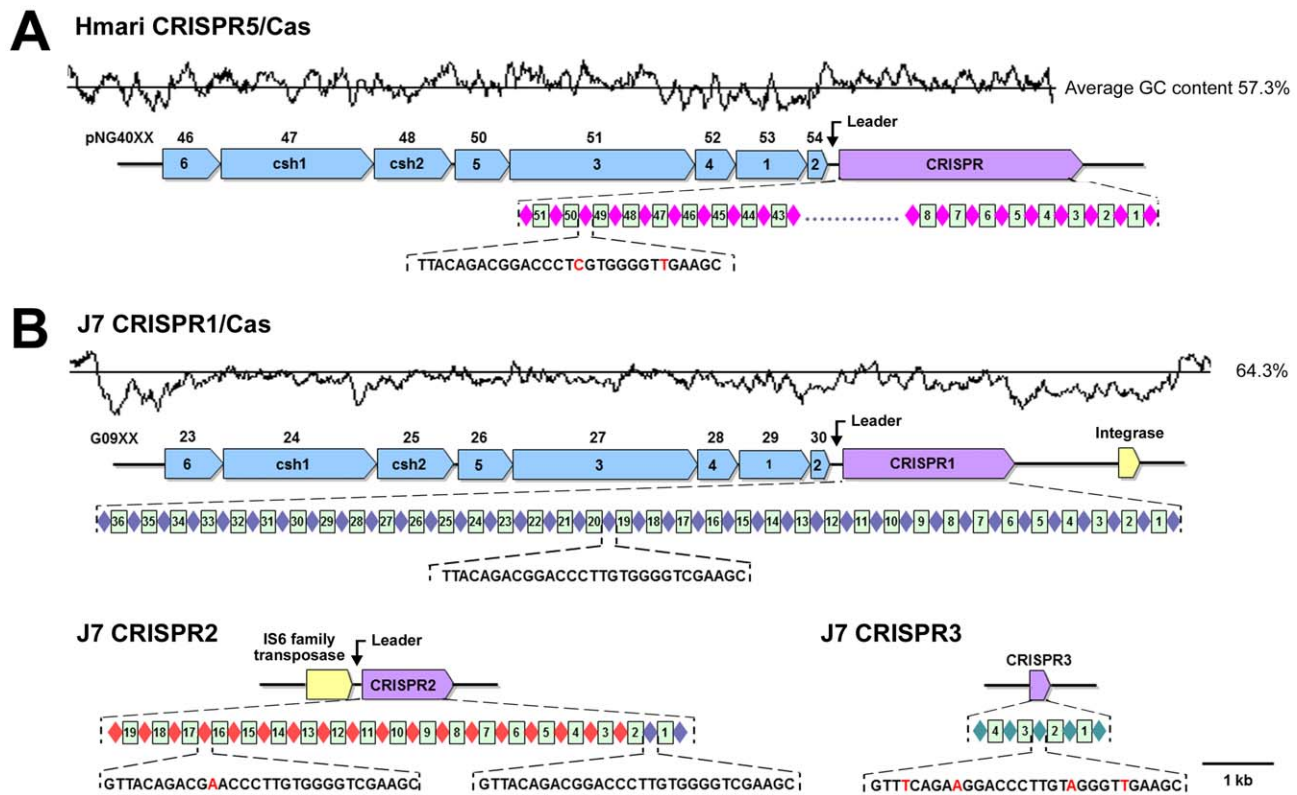 A
Hmari CRISPR5/Cas
Average GC content 57.3%
Leader
pNG40XX 46 47 48 50 51 52 53 54
6 csh1 csh2 5 3 4 1 2 CRISPR
51 50 49 48 47 46 45 44 43 8 7 6 5 4 3 2 1
TTACAGACGGACCCTCGTGGGGTTGAAGC
B
J7 CRISPR1/Cas
64.3%
Leader
G09XX 23 24 25 26 27 28 29 30 Integrase
6 csh1 csh2 5 3 4 1 2 CRISPR1
36 35 34 33 32 31 30 29 28 27 26 25 24 23 22 21 20 19 18 17 16 15 14 13 12 11 10 9 8 7 6 5 4 3 2 1
TTACAGACGGACCCTTGTGGGGTCGAAGC
J7 CRISPR2
IS6 family
transposase
Leader
CRISPR2
19 18 17 16 15 14 13 12 11 10 9 8 7 6 5 4 3 2 1
GTTACAGACGAACCCTTGTGGGGTCGAAGC
GTTACAGACGGACCCTTGTGGGGTCGAAGC
J7 CRISPR3
CRISPR3
4 3 2 1
GTTTCAGAAGGACCCTTGTAGGGTTGAAGC
1 kb